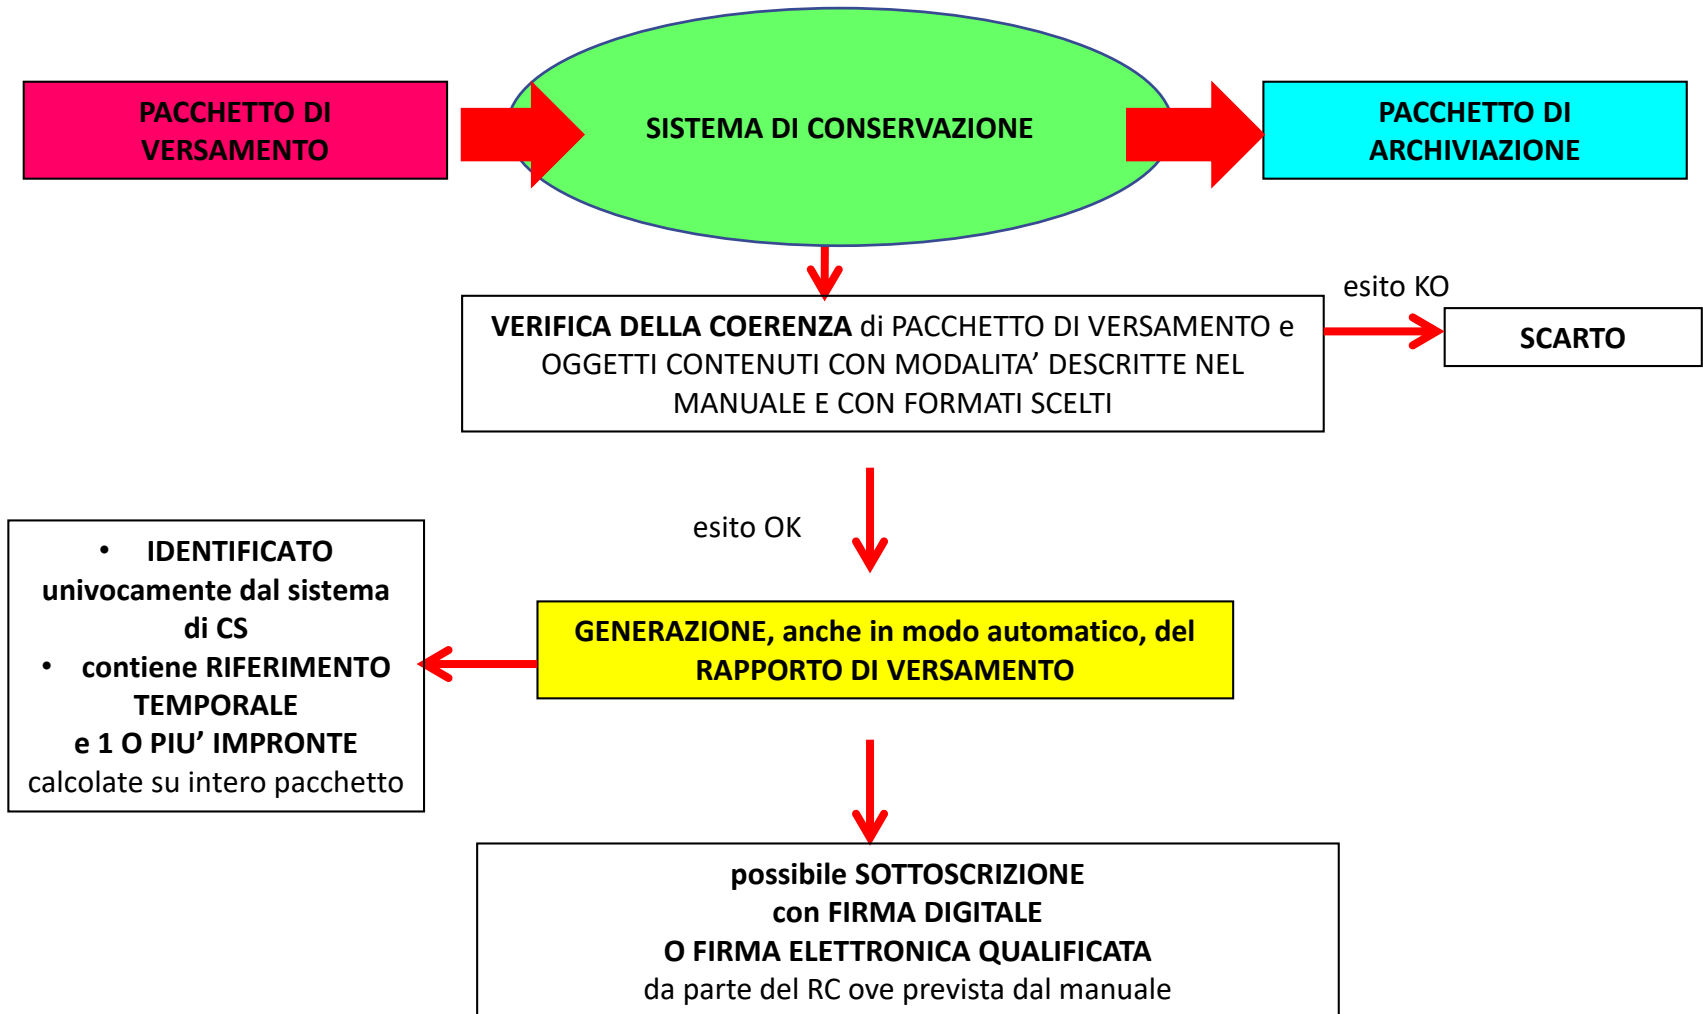 PACCHETTO DI
VERSAMENTO
SISTEMA DI CONSERVAZIONE
PACCHETTO DI
ARCHIVIAZIONE
esito KO
VERIFICA DELLA COERENZA di PACCHETTO DI VERSAMENTO e
OGGETTI CONTENUTI CON MODALITA’ DESCRITTE NEL
MANUALE E CON FORMATI SCELTI
SCARTO
esito OK
• IDENTIFICATO
univocamente dal sistema
di CS
• contiene RIFERIMENTO
TEMPORALE
e 1 O PIU’ IMPRONTE
calcolate su intero pacchetto
GENERAZIONE, anche in modo automatico, del
RAPPORTO DI VERSAMENTO
possibile SOTTOSCRIZIONE
con FIRMA DIGITALE
O FIRMA ELETTRONICA QUALIFICATA
da parte del RC ove prevista dal manuale